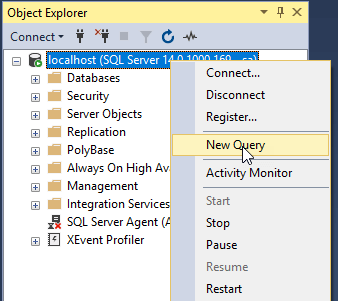 Object Explorer
Connect
localhost (SQL Server 14.0.1000.169 - sa)
Databases
Security
Server Objects
Replication
PolyBase
Always On High Av
Management
Integration Services
SQL Server Agent (A
XEvent Profiler
Connect...
Disconnect
Register...
New Query
Activity Monitor
Start
Stop
Pause
Resume
Restart